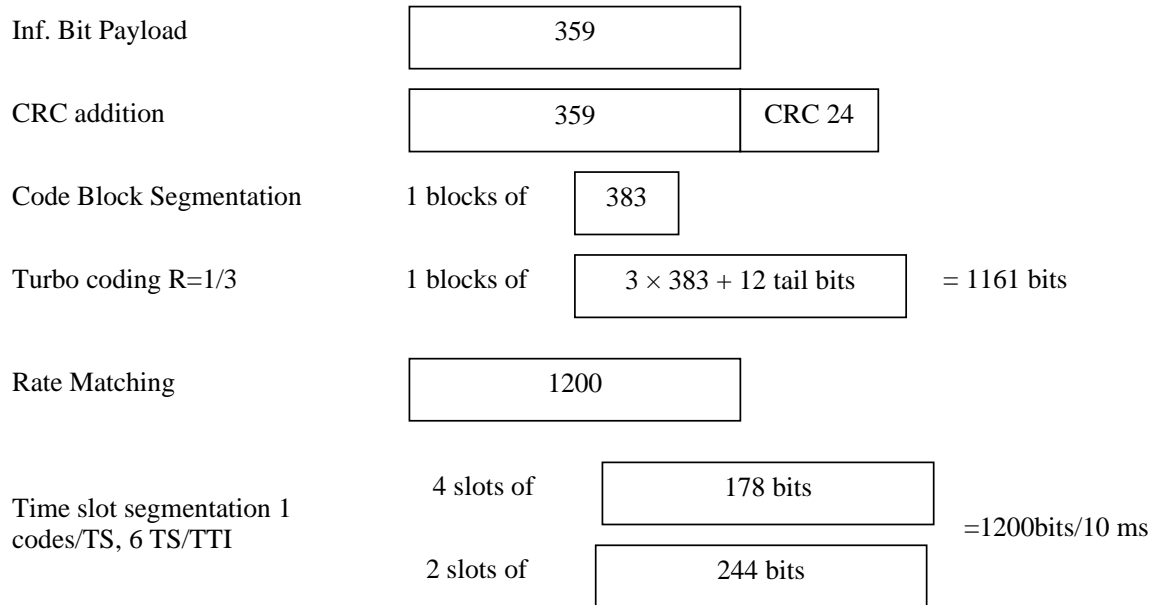 Inf. Bit Payload 359
CRC addition 359 CRC 24
Code Block Segmentation 1 blocks of 383
Turbo coding R=1/3 1 blocks of 3 × 383 + 12 tail bits = 1161 bits
Rate Matching 1200
4 slots of 178 bits
Time slot segmentation 1
codes/TS, 6 TS/TTI
=1200bits/10 ms
2 slots of 244 bits